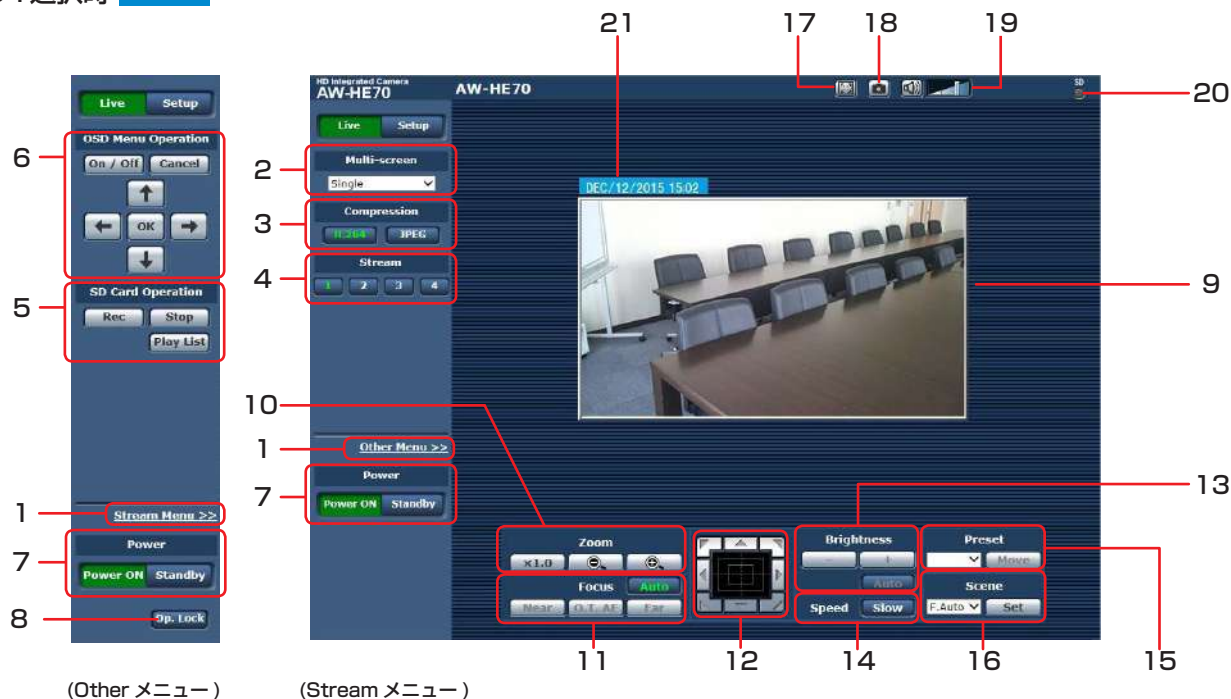 選択時
21
17
18
19
20
Live
Setup
6
OSD Menu Operation
On / Off
Cancel
OK
5
SD Card Operation
Rec
Stop
Play List
1
Stream Menu >>
7
Power
Power ON
Standby
8
Op. Lock
(Other メニュー)
HD Integrated Camera
AW-HE70
AW-HE70
SD
Live
Setup
2
Multi-screen
Single
3
Compression
H.264
JPEG
4
Stream
1
2
3
4
DEC/12/2015 15:02
9
10
1
Other Menu >>
7
Power
Power ON
Standby
13
Zoom
×1.0
Focus
Auto
Near
O.T. AF
Far
Brightness
-
+
Auto
Speed
Slow
Preset
Move
Scene
F.Auto
Set
11
12
14
16
15
(Stream メニュー)